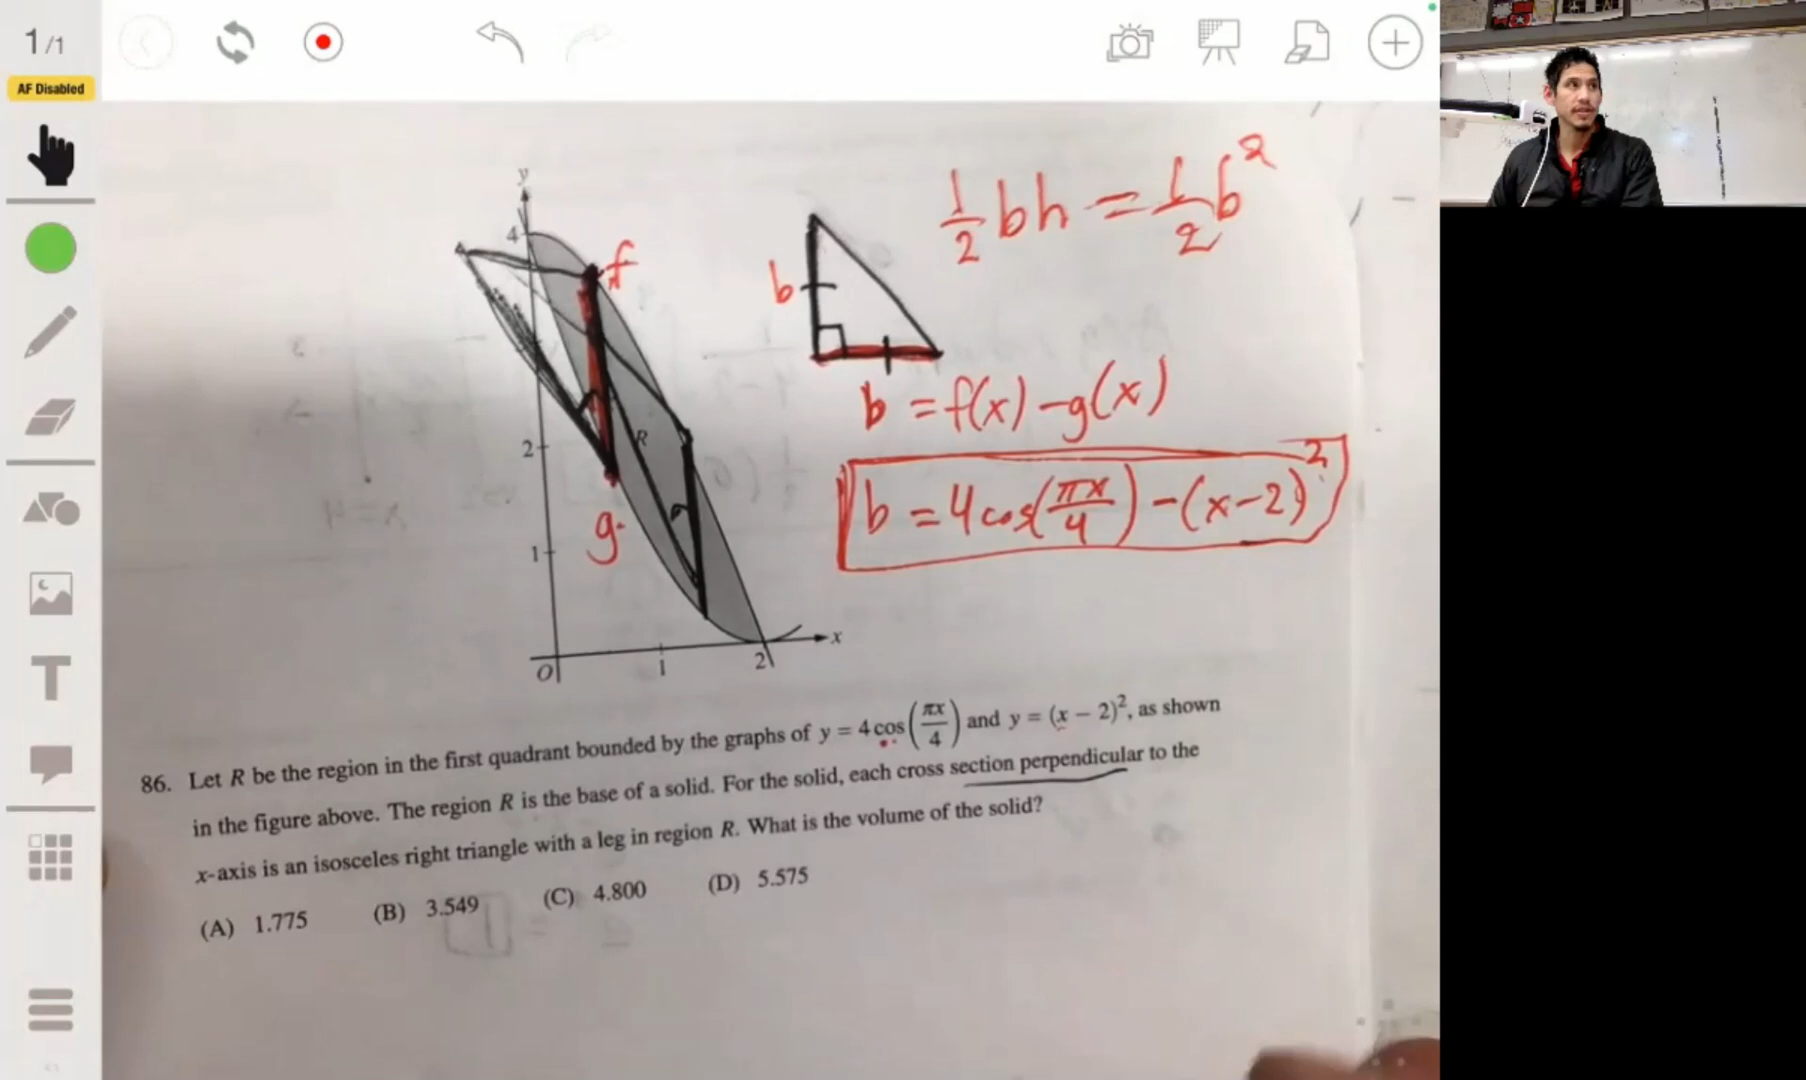 1/1
AF Disabled
T
y
4
f
2
R
1
g
O
1
2
x
b
1/2 bh = 1/2 b²
b = f(x) - g(x)
b = 4cos(πx/4) - (x-2)²
86. Let R be the region in the first quadrant bounded by the graphs of y = 4 cos(πx/4) and y = (x − 2)², as shown
in the figure above. The region R is the base of a solid. For the solid, each cross section perpendicular to the
x-axis is an isosceles right triangle with a leg in region R. What is the volume of the solid?
(A) 1.775 (B) 3.549 (C) 4.800 (D) 5.575